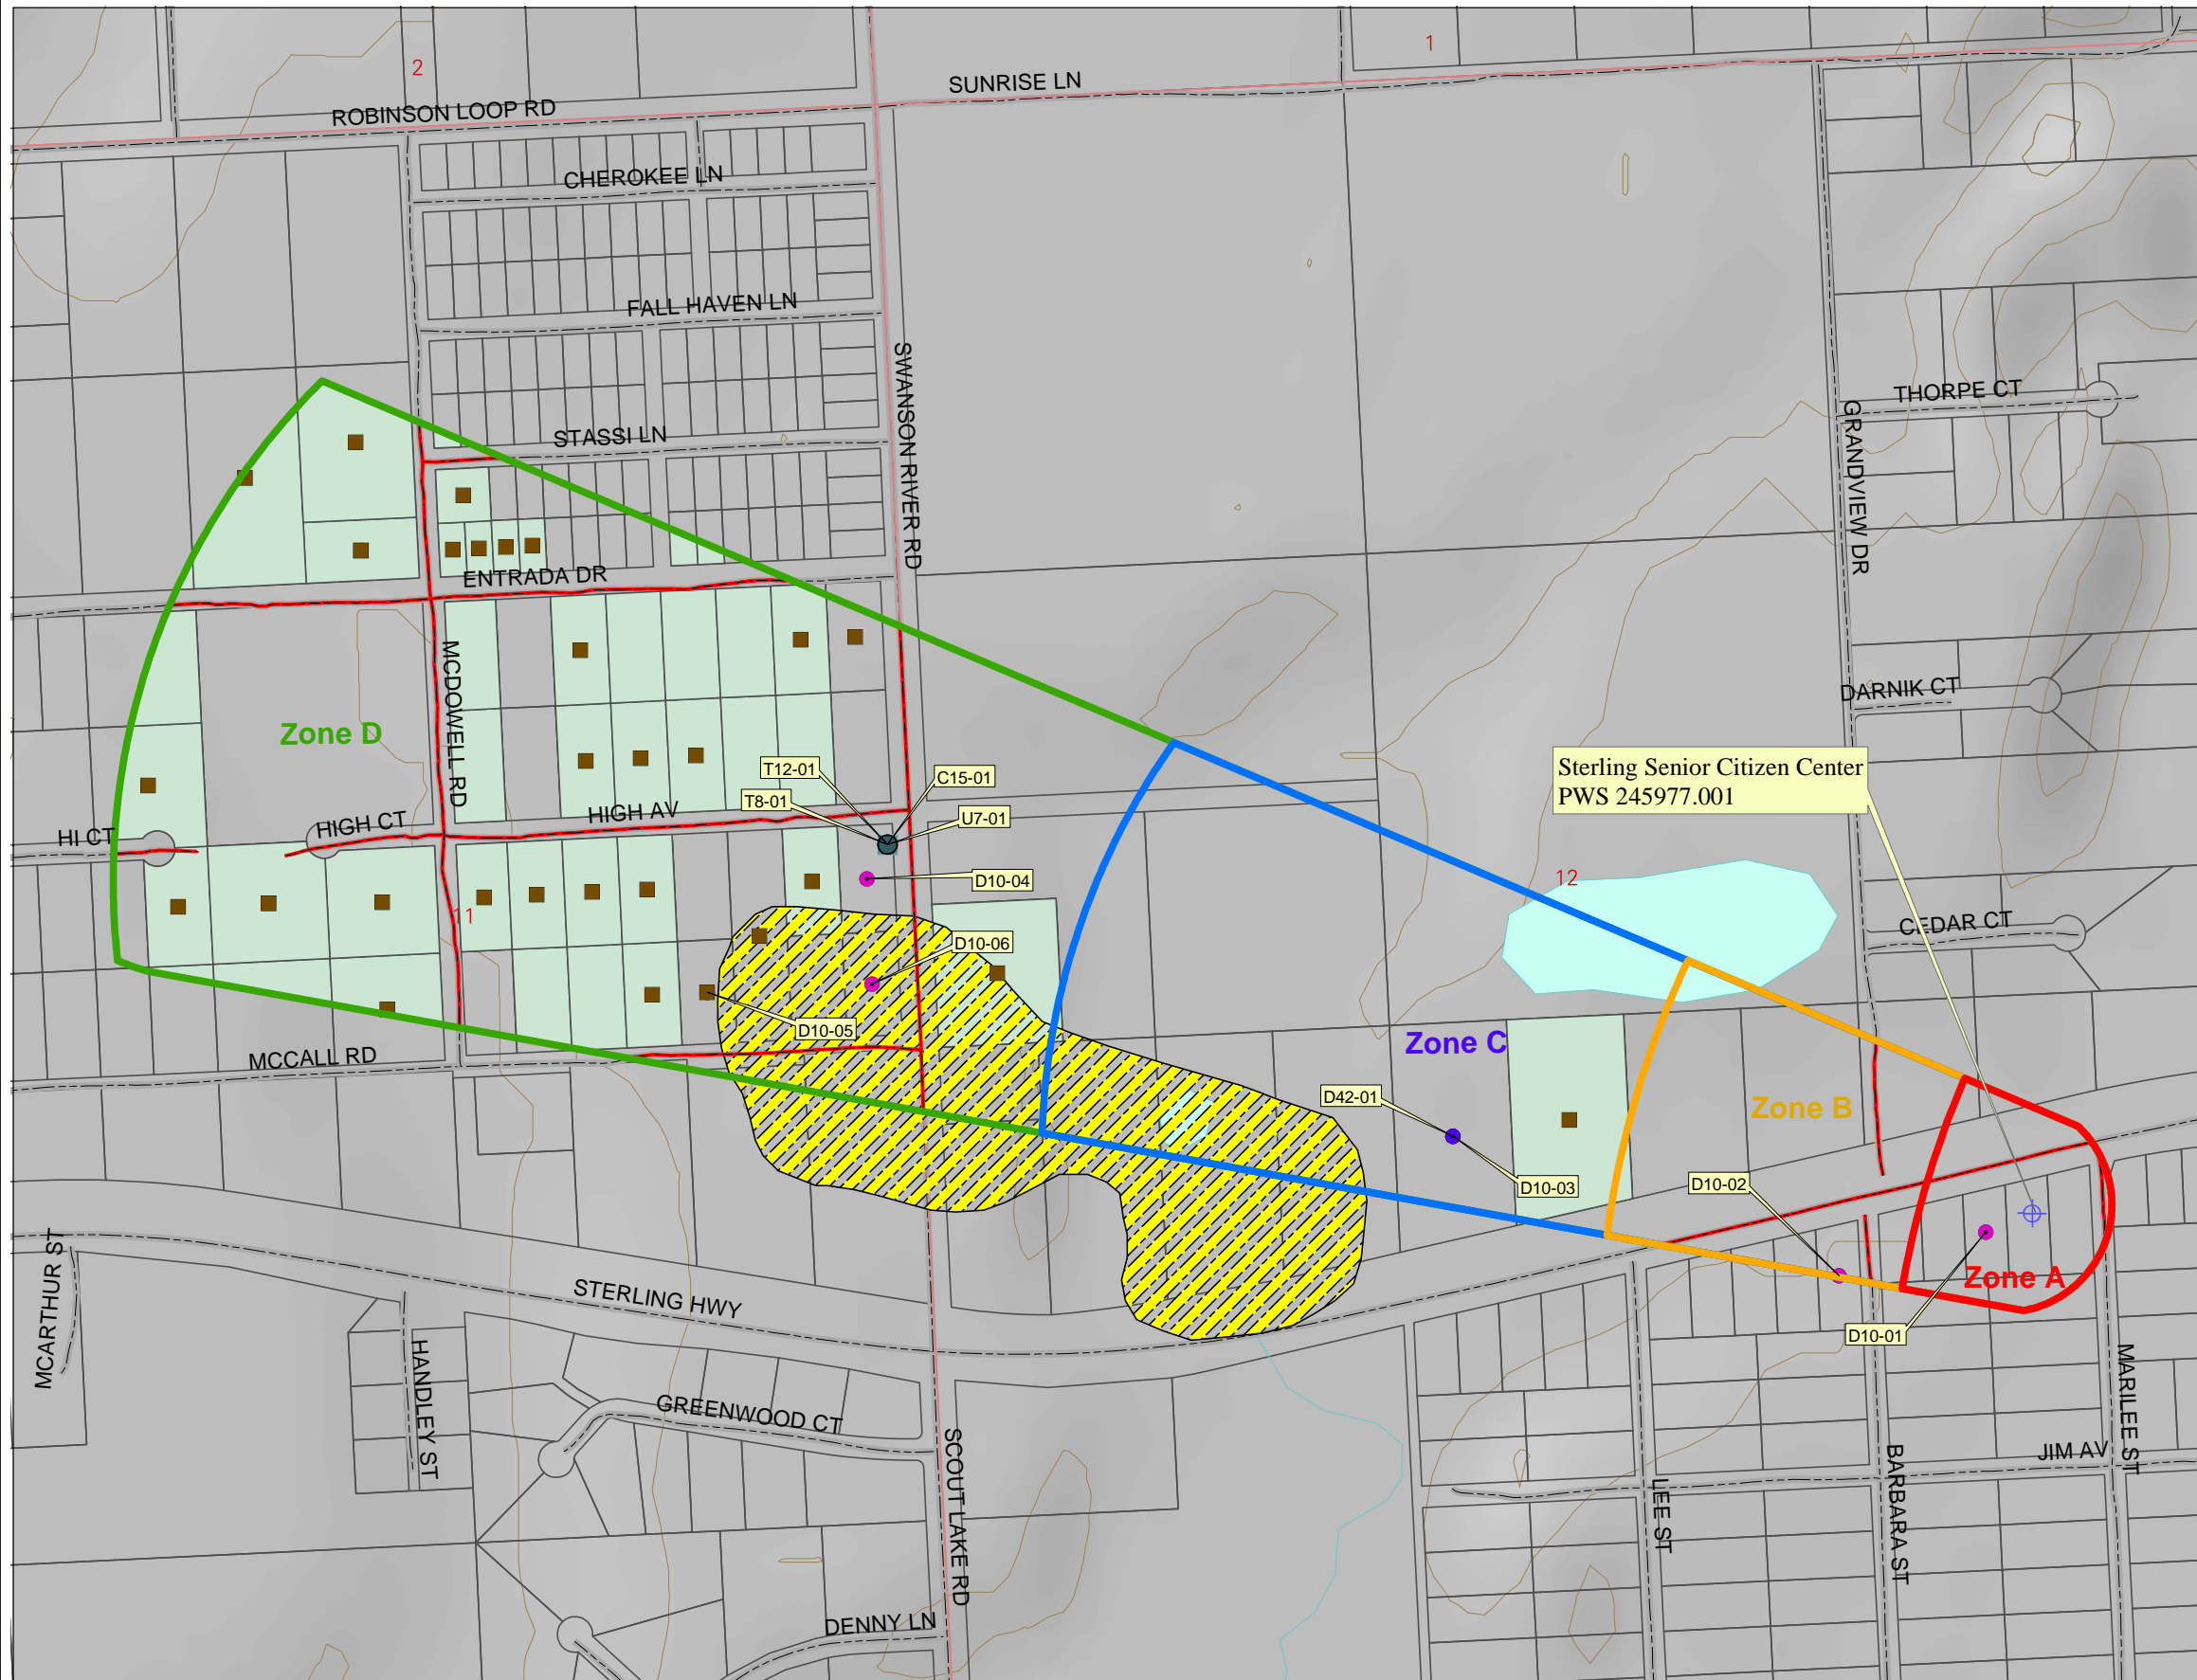 1
2
SUNRISE LN
ROBINSON LOOP RD
CHEROKEE LN
FALL HAVEN LN
SWANSON RIVER RD
THORPE CT
GRANDVIEW DR
STASSI LN
ENTRADA DR
MCDOWELL RD
DARNIK CT
Zone D
Sterling Senior Citizen Center
PWS 245977.001
T12-01
C15-01
T8-01
U7-01
HIGH AV
HIGH CT
HI CT
D10-04
12
11
CEDAR CT
D10-06
D10-05
Zone C
MCCALL RD
D42-01
Zone B
D10-03
D10-02
Zone A
D10-01
MCARTHUR ST
STERLING HWY
HANDLEY ST
GREENWOOD CT
MARILEE ST
JIM AV
BARBARA ST
LEE ST
SCOUT LAKE RD
DENNY LN